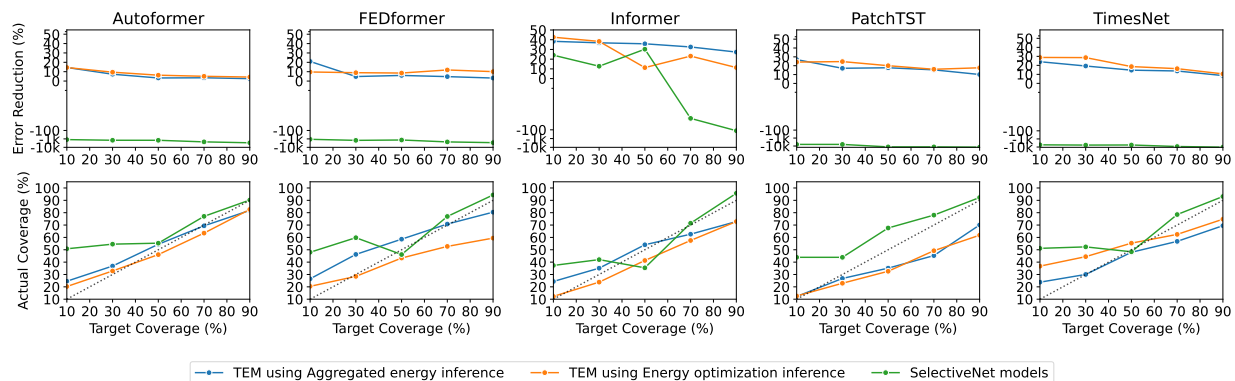 Autoformer FEDformer Informer PatchTST TimesNet
Error Reduction (%)
50 40 30 20 10 0 -100 -1k -10k
50 40 30 20 10 0 -100 -1k -10k
50 40 30 20 10 0 -100 -1k -10k
50 40 30 20 10 0 -100 -1k -10k
50 40 30 20 10 0 -100 -1k -10k
10 20 30 40 50 60 70 80 90
10 20 30 40 50 60 70 80 90
10 20 30 40 50 60 70 80 90
10 20 30 40 50 60 70 80 90
10 20 30 40 50 60 70 80 90
Actual Coverage (%)
100 90 80 70 60 50 40 30 20 10
100 90 80 70 60 50 40 30 20 10
100 90 80 70 60 50 40 30 20 10
100 90 80 70 60 50 40 30 20 10
100 90 80 70 60 50 40 30 20 10
10 20 30 40 50 60 70 80 90
10 20 30 40 50 60 70 80 90
10 20 30 40 50 60 70 80 90
10 20 30 40 50 60 70 80 90
10 20 30 40 50 60 70 80 90
Target Coverage (%) Target Coverage (%) Target Coverage (%) Target Coverage (%) Target Coverage (%)
TEM using Aggregated energy inference TEM using Energy optimization inference SelectiveNet models